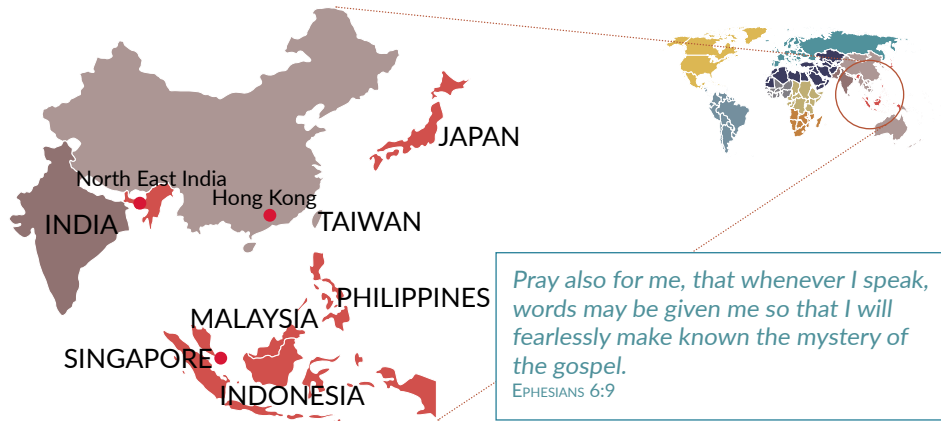 JAPAN
North East India
Hong Kong
INDIA
TAIWAN
PHILIPPINES
MALAYSIA
SINGAPORE
INDONESIA
Pray also for me, that whenever I speak,
words may be given me so that I will
fearlessly make known the mystery of
the gospel.
Ephesians 6:9